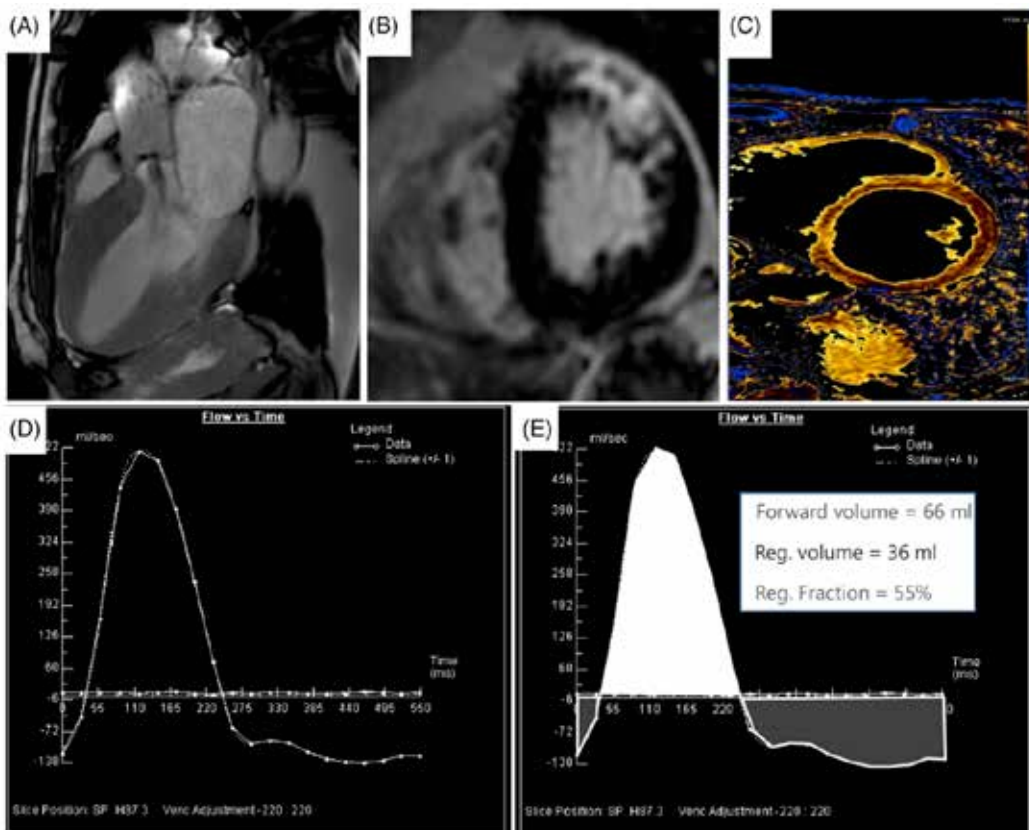 (A)
(B)
(C)
(D)
Flow vs Time
ml/sec
Legend
Data
Spline (+/- 1)
522
456
390
324
258
192
126
60
-6
-72
-138
Time
(ms)
0 55 110 165 220 275 330 385 440 495 550
Slice Position: SP H87.3 Venc Adjustment -220 : 220
(E)
Flow vs Time
ml/sec
Legend
Data
Spline (+/- 1)
522
456
390
324
258
192
126
60
-6
-72
-138
Forward volume = 66 ml
Reg. volume = 36 ml
Reg. Fraction = 55%
Time
(ms)
55 110 165 220
0
Slice Position: SP H87.3 Venc Adjustment -220 : 220